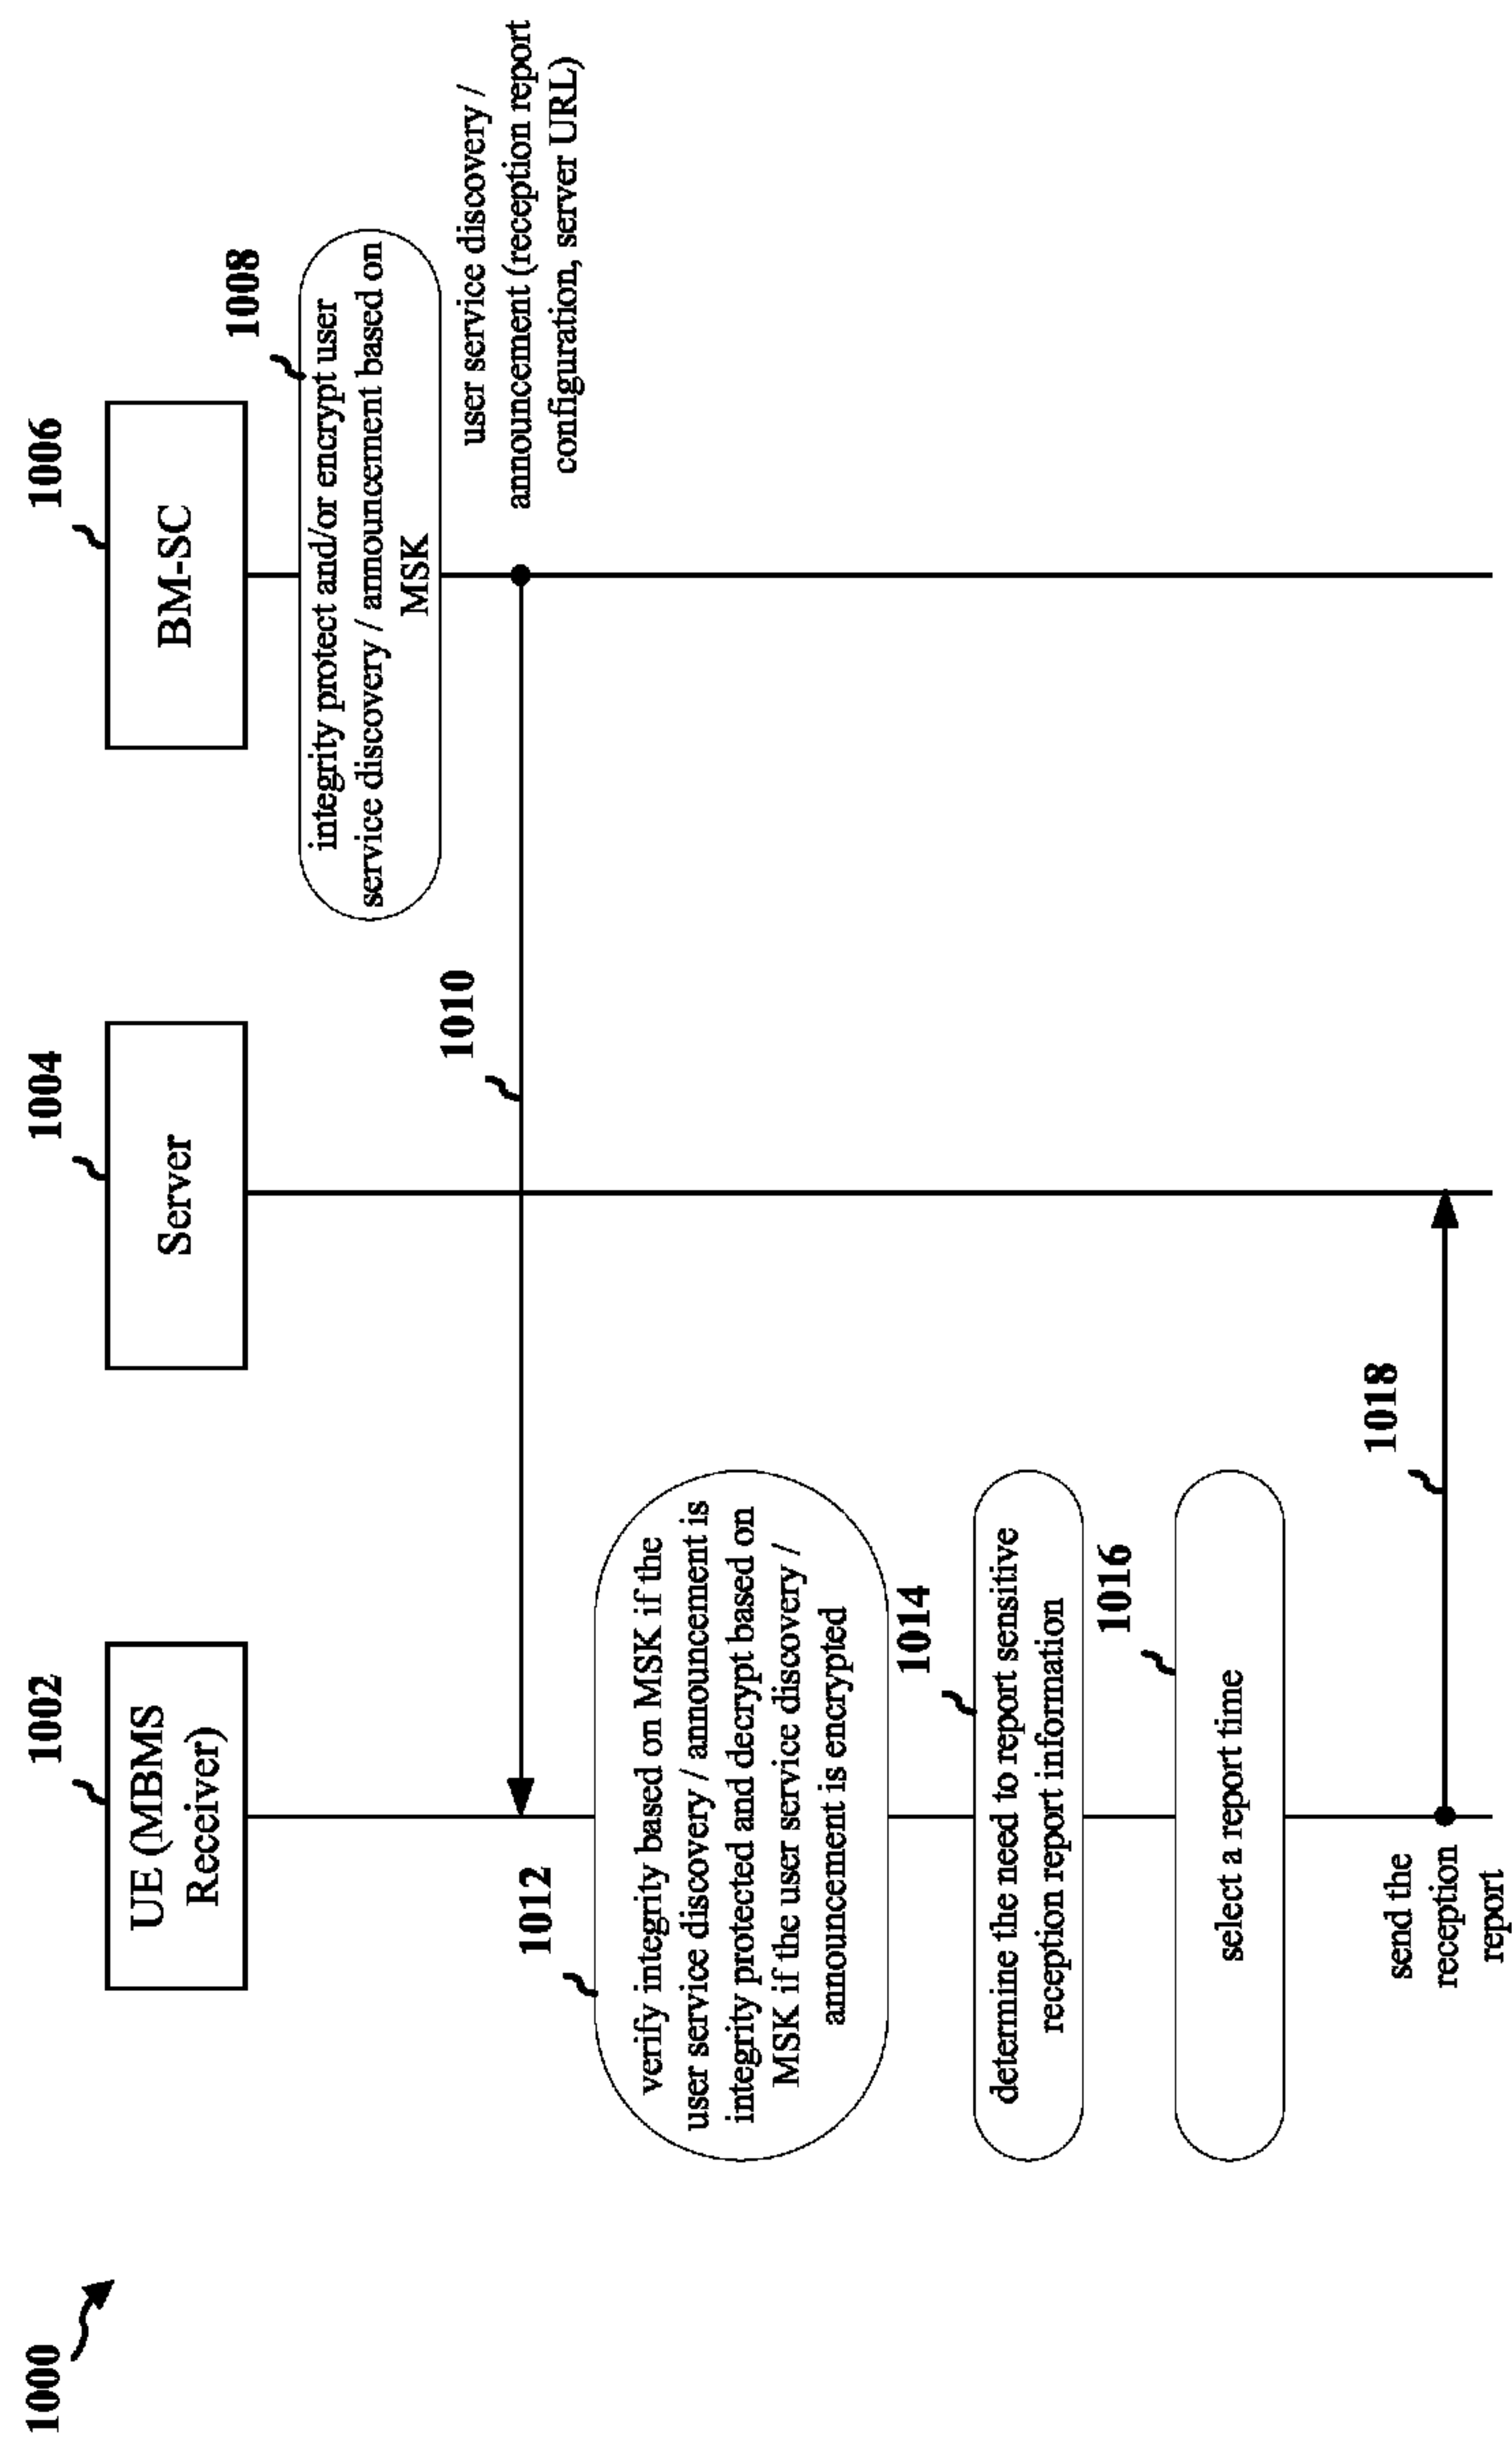 1000
1002
UE (MBMS
Receiver)
1004
Server
1006
BM-SC
1008
integrity protect and/or encrypt user
service discovery / announcement based on
MSK
1010
user service discovery /
announcement (reception report
configuration, server URL)
1012
verify integrity based on MSK if the
user service discovery / announcement is
integrity protected and decrypt based on
MSK if the user service discovery /
announcement is encrypted
1014
determine the need to report sensitive
reception report information
1016
select a report time
1018
send the
reception
report